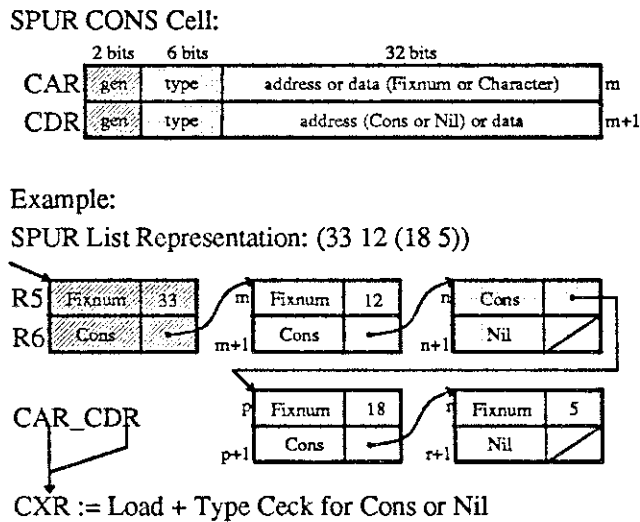 SPUR CONS Cell:
2 bits 6 bits 32 bits
CAR gen type address or data (Fixnum or Character) m
CDR gen type address (Cons or Nil) or data m+1
Example:
SPUR List Representation: (33 12 (18 5))
R5 Fixnum 33 m Fixnum 12 n Cons
R6 Cons m+1 Cons n+1 Nil
p Fixnum 18 r Fixnum 5
p+1 Cons r+1 Nil
CAR_CDR
CXR := Load + Type Ceck for Cons or Nil